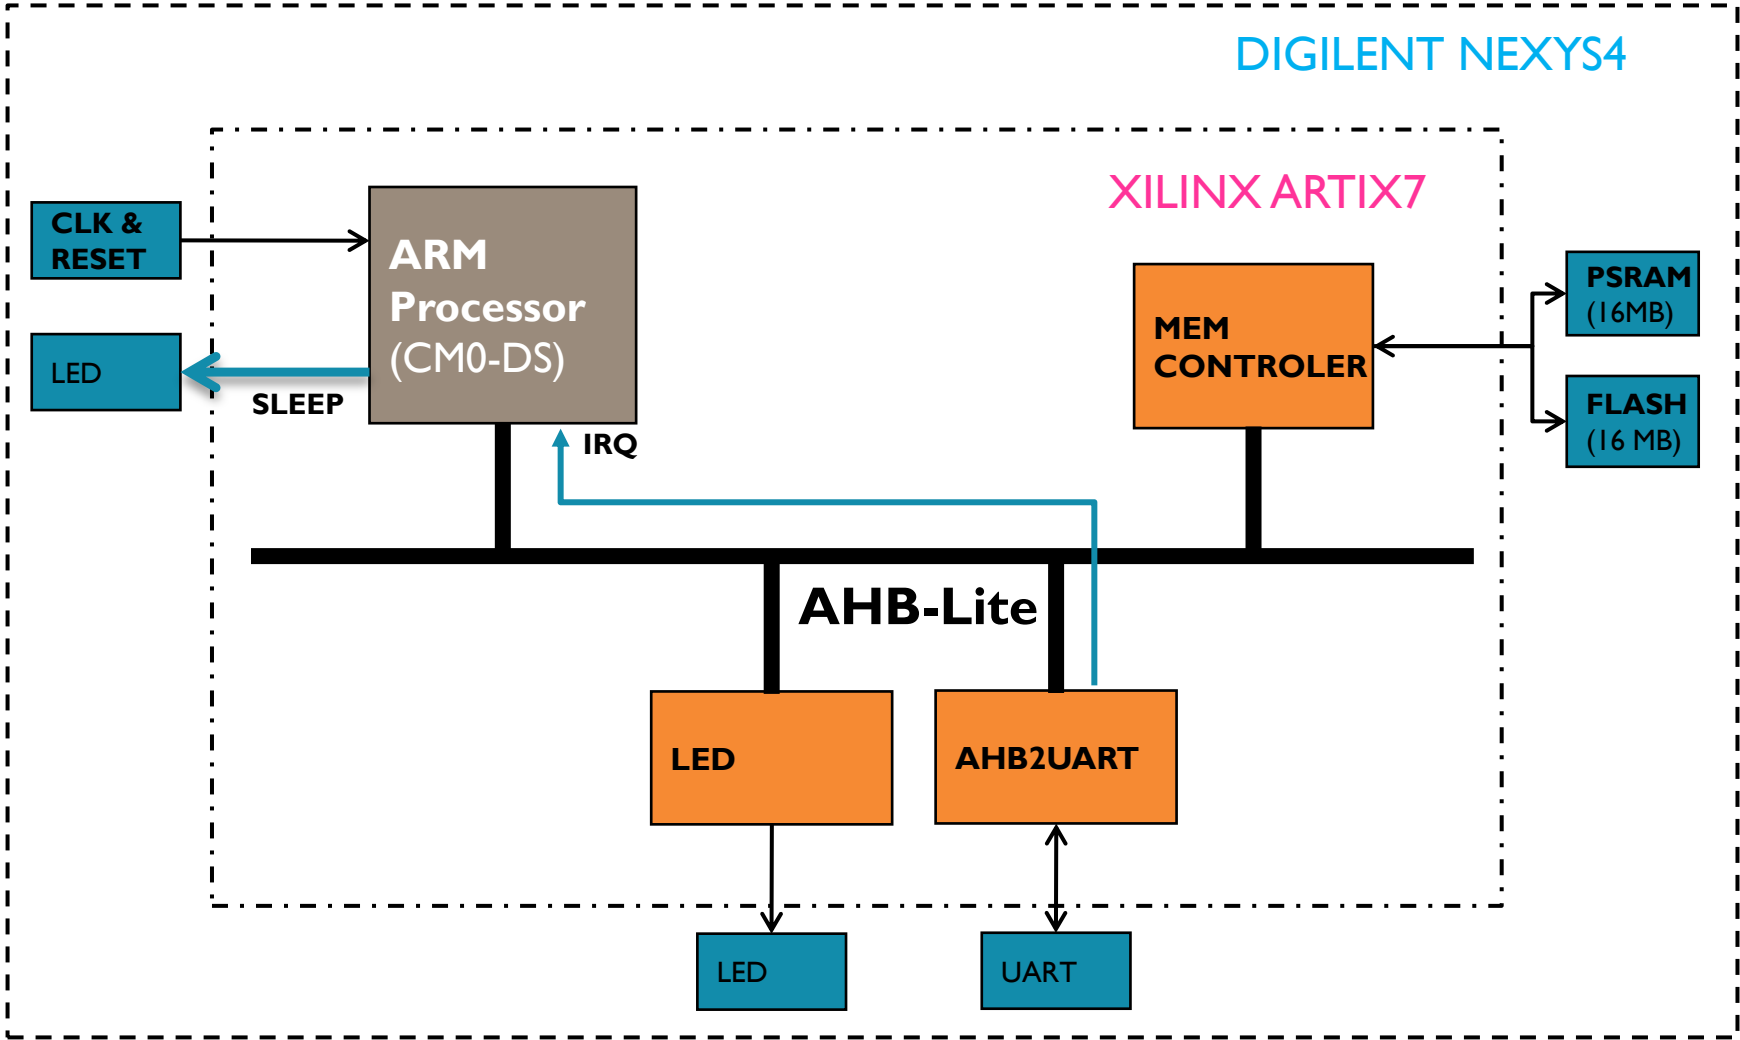 DIGILENT NEXYS4
XILINX ARTIX7
CLK &
RESET
ARM
Processor
(CM0-DS)
LED
SLEEP
IRQ
MEM
CONTROLER
PSRAM
(16MB)
FLASH
(16 MB)
AHB-Lite
LED
AHB2UART
LED
UART